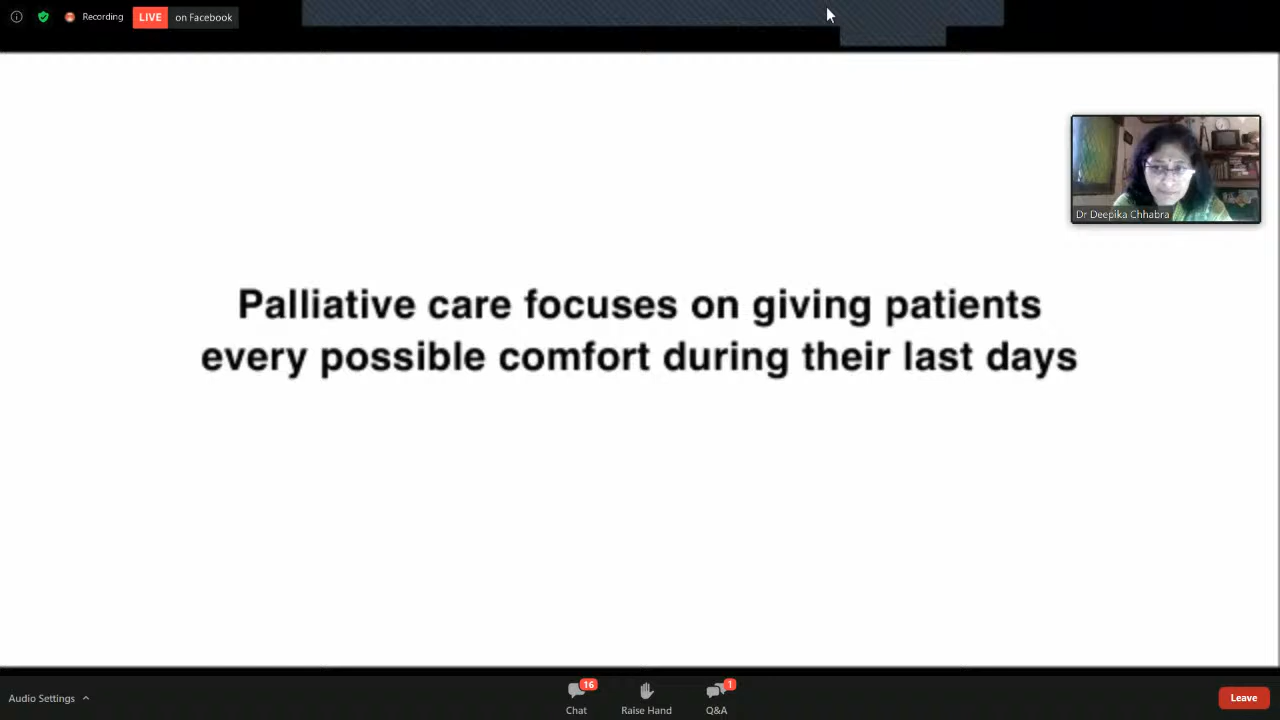 Recording
LIVE on Facebook
Dr Deepika Chhabra
Palliative care focuses on giving patients
every possible comfort during their last days
Audio Settings
16
Chat
Raise Hand
1
Q&A
Leave